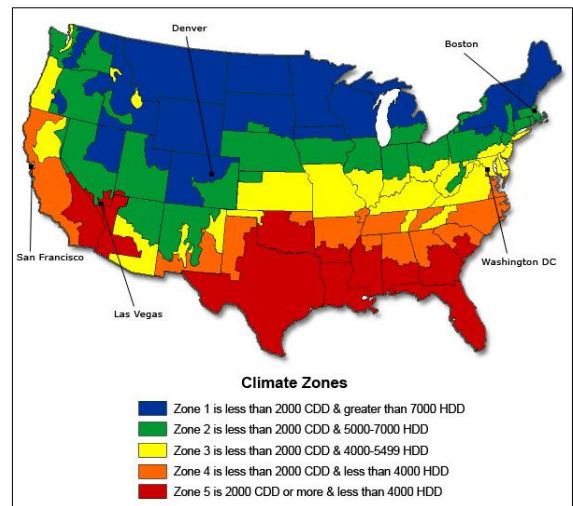 Denver
Boston
San Francisco
Washington DC
Las Vegas
Climate Zones
Zone 1 is less than 2000 CDD & greater than 7000 HDD
Zone 2 is less than 2000 CDD & 5000-7000 HDD
Zone 3 is less than 2000 CDD & 4000-5499 HDD
Zone 4 is less than 2000 CDD & less than 4000 HDD
Zone 5 is 2000 CDD or more & less than 4000 HDD